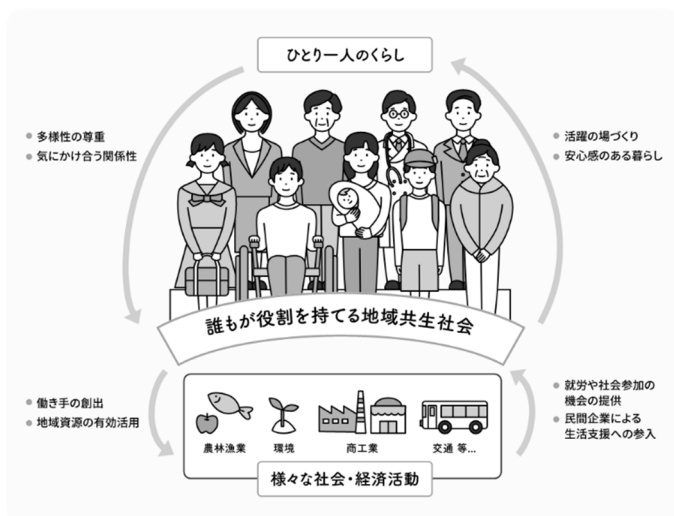 ひとり一人のくらし
多様性の尊重
気にかけ合う関係性
活躍の場づくり
安心感のある暮らし
誰もが役割を持てる地域共生社会
働き手の創出
地域資源の有効活用
就労や社会参加の
機会の提供
民間企業による
生活支援への参入
農林漁業
環境
商工業
交通 等...
様々な社会・経済活動